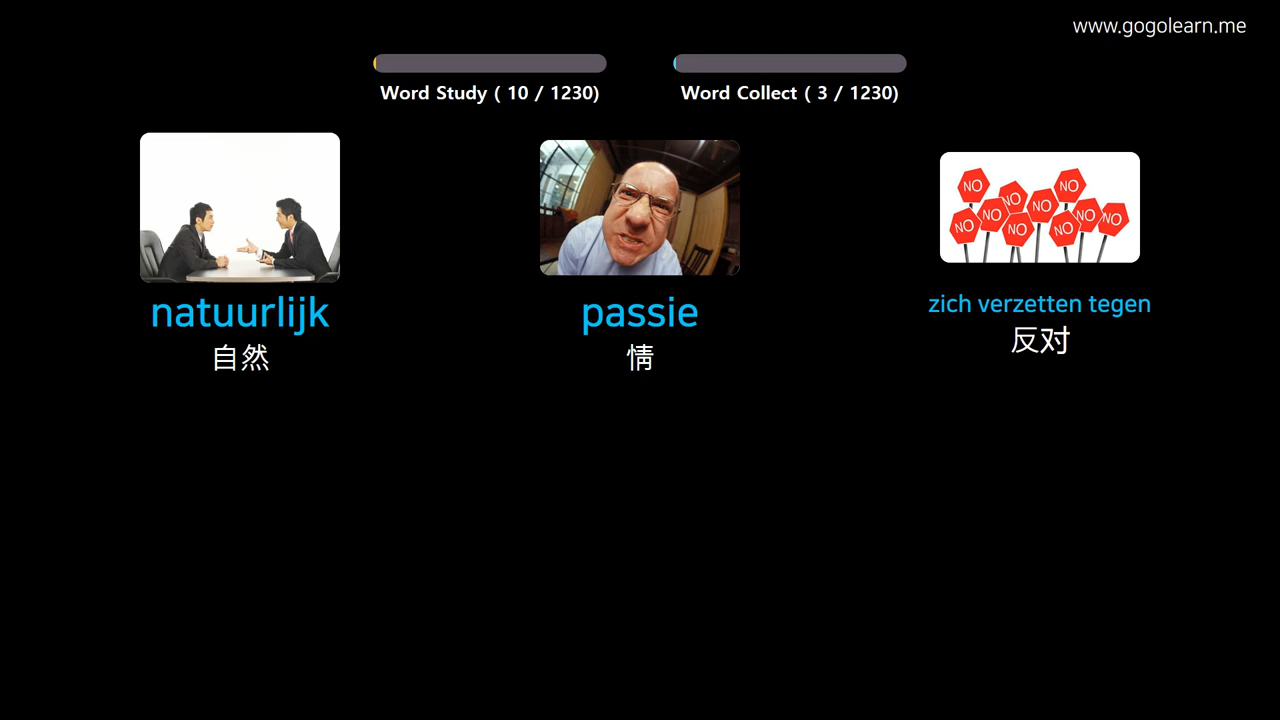 www.gogolearn.me
Word Study ( 10 / 1230)
Word Collect ( 3 / 1230)
NO NO NO NO NO NO NO NO NO NO
natuurlijk
自然
passie
情
zich verzetten tegen
反对